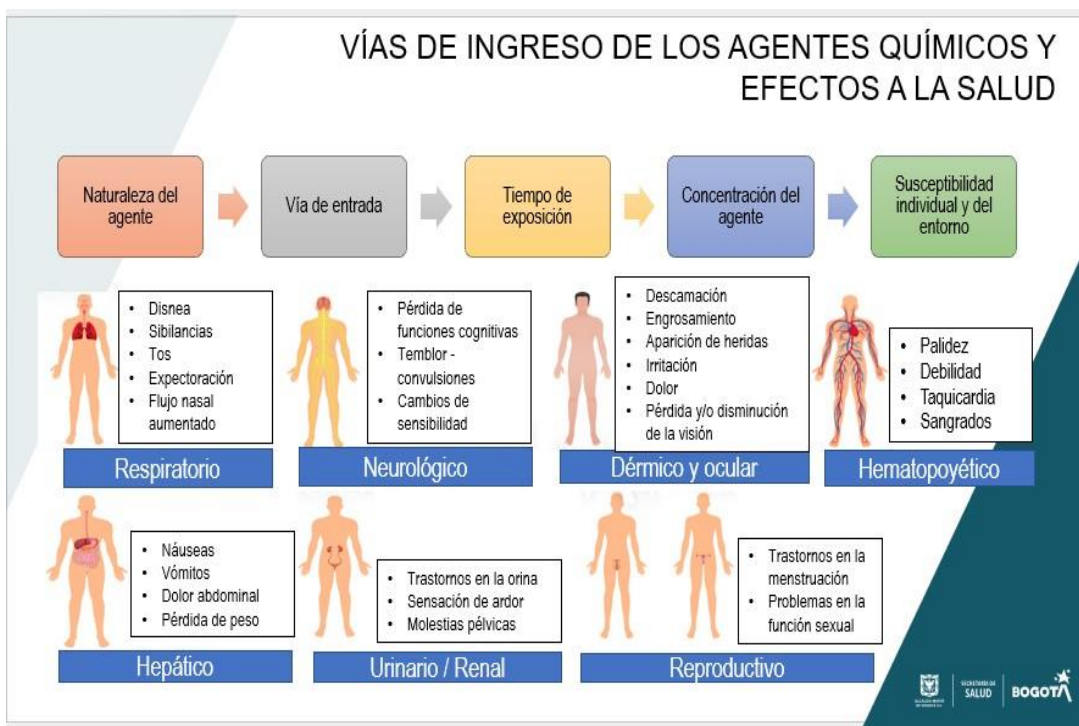 VÍAS DE INGRESO DE LOS AGENTES QUÍMICOS Y
EFECTOS A LA SALUD
Naturaleza del
agente
Vía de entrada
Tiempo de
exposición
Concentración del
agente
Susceptibilidad
individual y del
entorno
• Disnea
• Sibilancias
• Tos
• Expectoración
• Flujo nasal
aumentado
Respiratorio
• Pérdida de
funciones cognitivas
• Temblor -
convulsiones
• Cambios de
sensibilidad
Neurológico
• Descamación
• Engrosamiento
• Aparición de heridas
• Irritación
• Dolor
• Pérdida y/o disminución
de la visión
Dérmico y ocular
• Palidez
• Debilidad
• Taquicardia
• Sangrados
Hematopoyético
• Náuseas
• Vómitos
• Dolor abdominal
• Pérdida de peso
Hepático
• Trastornos en la orina
• Sensación de ardor
• Molestias pélvicas
Urinario / Renal
• Trastornos en la
menstruación
• Problemas en la
función sexual
Reproductivo
SECRETARÍA DE
SALUD
BOGOTÁ